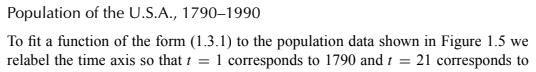 Population of the U.S.A., 1790–1990
To fit a function of the form (1.3.1) to the population data shown in Figure 1.5 we
relabel the time axis so that t = 1 corresponds to 1790 and t = 21 corresponds to